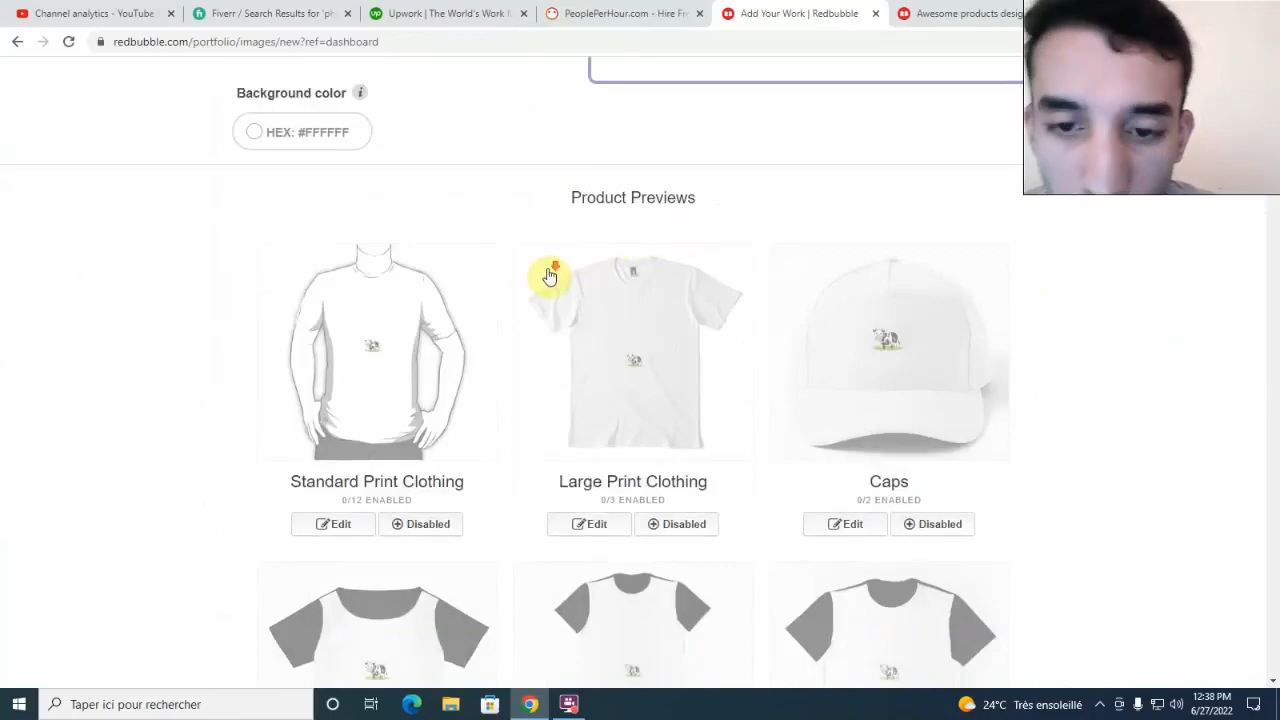 Channel analytics - YouTube
Fiverr / Search Results for 'ph
Upwork | The World's Work M
PeoplePerHour.com - Hire Fr
Add Your Work | Redbubble
Awesome products desig
redbubble.com/portfolio/images/new?ref=dashboard
Background color
HEX: #FFFFFF
Product Previews
Standard Print Clothing
0/12 ENABLED
Edit
Disabled
Large Print Clothing
0/3 ENABLED
Edit
Disabled
Caps
0/2 ENABLED
Edit
Disabled
Taper ici pour rechercher
24°C Très ensoleillé
12:38 PM
6/27/2022